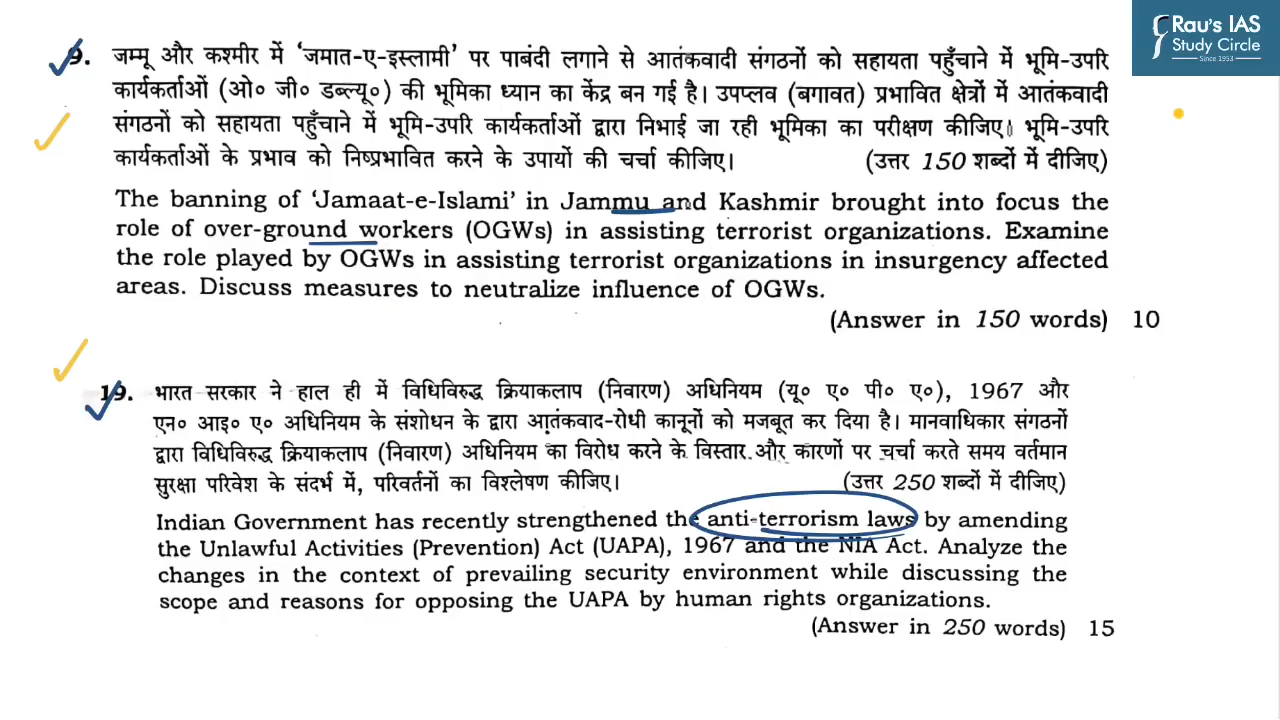 Rau's IAS
Study Circle
Since 1953
9. जम्मू और कश्मीर में 'जमात-ए-इस्लामी' पर पाबंदी लगाने से आतंकवादी संगठनों को सहायता पहुँचाने में भूमि-उपरि
कार्यकर्ताओं (ओ० जी० डब्ल्यू०) की भूमिका ध्यान का केंद्र बन गई है। उपप्लव (बगावत) प्रभावित क्षेत्रों में आतंकवादी
संगठनों को सहायता पहुँचाने में भूमि-उपरि कार्यकर्ताओं द्वारा निभाई जा रही भूमिका का परीक्षण कीजिए। भूमि-उपरि
कार्यकर्ताओं के प्रभाव को निष्प्रभावित करने के उपायों की चर्चा कीजिए। (उत्तर 150 शब्दों में दीजिए)
The banning of 'Jamaat-e-Islami' in Jammu and Kashmir brought into focus the
role of over-ground workers (OGWs) in assisting terrorist organizations. Examine
the role played by OGWs in assisting terrorist organizations in insurgency affected
areas. Discuss measures to neutralize influence of OGWs.
(Answer in 150 words) 10
19. भारत सरकार ने हाल ही में विधिविरुद्ध क्रियाकलाप (निवारण) अधिनियम (यू० ए० पी० ए०), 1967 और
एन० आइ० ए० अधिनियम के संशोधन के द्वारा आतंकवाद-रोधी कानूनों को मजबूत कर दिया है। मानवाधिकार संगठनों
द्वारा विधिविरुद्ध क्रियाकलाप (निवारण) अधिनियम का विरोध करने के विस्तार और कारणों पर चर्चा करते समय वर्तमान
सुरक्षा परिवेश के संदर्भ में, परिवर्तनों का विश्लेषण कीजिए। (उत्तर 250 शब्दों में दीजिए)
Indian Government has recently strengthened the anti-terrorism laws by amending
the Unlawful Activities (Prevention) Act (UAPA), 1967 and the NIA Act. Analyze the
changes in the context of prevailing security environment while discussing the
scope and reasons for opposing the UAPA by human rights organizations.
(Answer in 250 words) 15